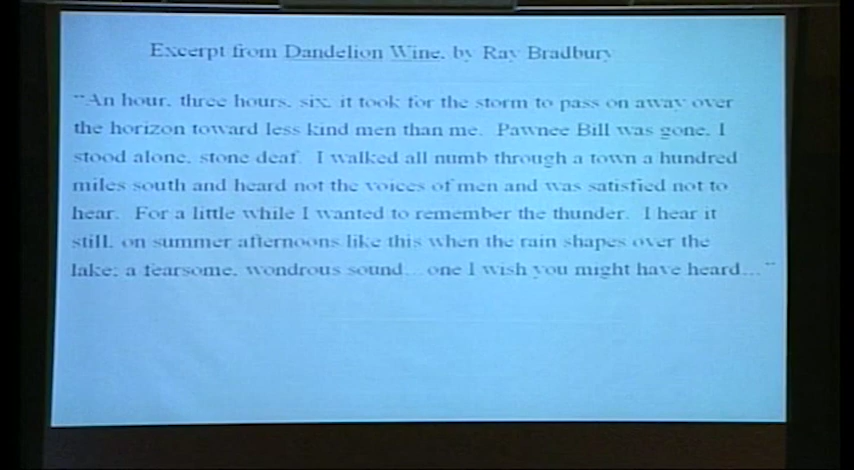 Excerpt from Dandelion Wine, by Ray Bradbury
"An hour, three hours, six, it took for the storm to pass on away over
the horizon toward less kind men than me. Pawnee Bill was gone, I
stood alone, stone deaf. I walked all numb through a town a hundred
miles south and heard not the voices of men and was satisfied not to
hear. For a little while I wanted to remember the thunder. I hear it
still, on summer afternoons like this when the rain shapes over the
lake; a fearsome, wondrous sound... one I wish you might have heard..."